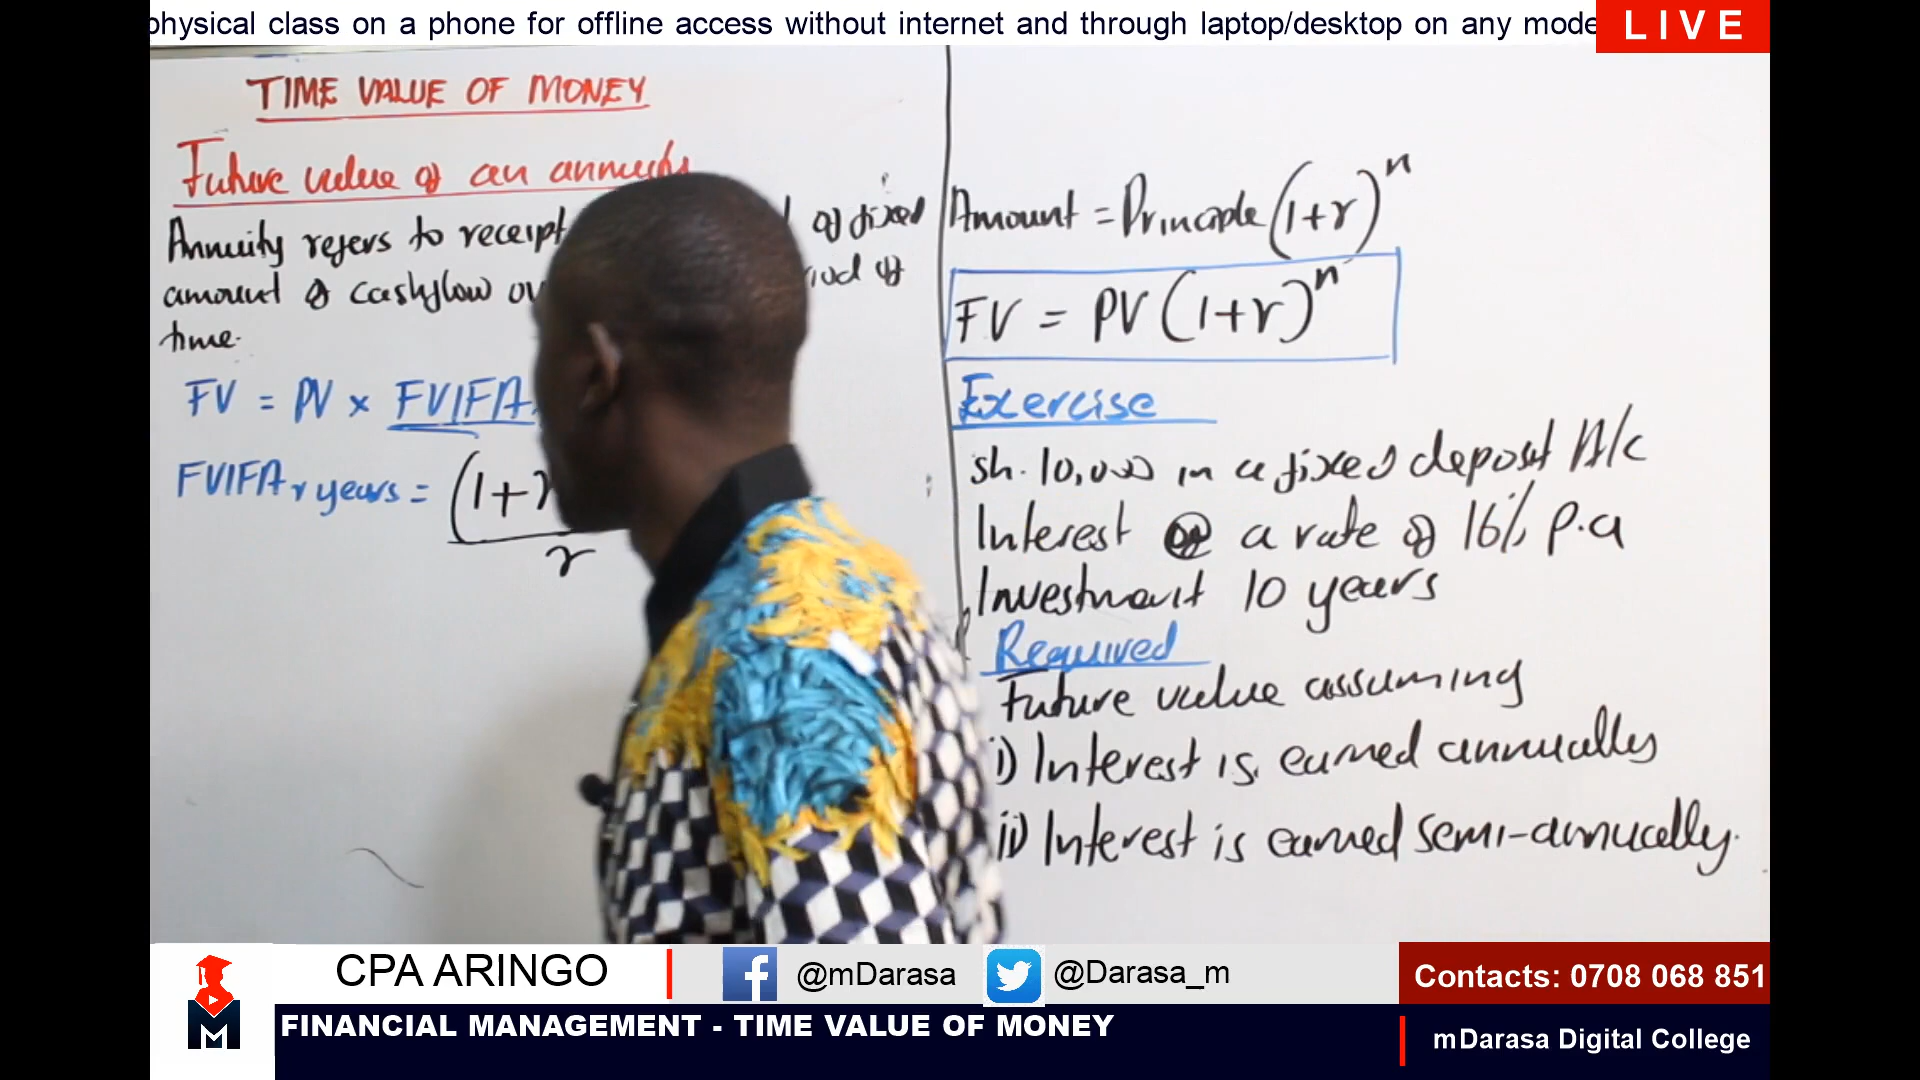 physical class on a phone for offline access without internet and through laptop/desktop on any mode
LIVE
TIME VALUE OF MONEY
Future value of an annuity
Annuity refers to receipt of fixed
amount of cashflow
time.
FV = PV × FVIFA
FVIFA r years = (1+r
r
Amount = Principle (1+r)^n
FV = PV (1+r)^n
Exercise
sh. 10,000 in a fixed deposit A/c
Interest @ a rate of 16% p.a
Investment 10 years
Required
Future value assuming
i) Interest is earned annually
ii) Interest is earned semi-annually.
CPA ARINGO
@mDarasa
@Darasa_m
Contacts: 0708 068 851
M
FINANCIAL MANAGEMENT - TIME VALUE OF MONEY
mDarasa Digital College